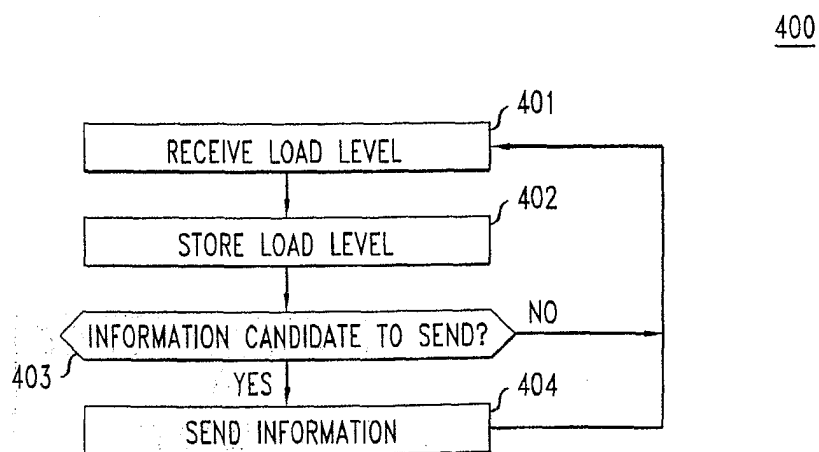 400
401
RECEIVE LOAD LEVEL
402
STORE LOAD LEVEL
INFORMATION CANDIDATE TO SEND?
NO
403
YES
404
SEND INFORMATION